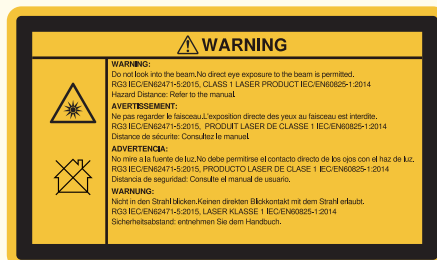 WARNING
WARNING:
Do not look into the beam.No direct eye exposure to the beam is permitted.
RG3 IEC/EN62471-5:2015, CLASS 1 LASER PRODUCT IEC/EN60825-1:2014
Hazard Distance: Refer to the manual.
AVERTISSEMENT:
Ne pas regarder le faisceau.L'exposition directe des yeux au faisceau est interdite.
RG3 IEC/EN62471-5:2015, PRODUIT LASER DE CLASSE 1 IEC/EN60825-1:2014
Distance de sécurité: Consultez le manuel.
ADVERTENCIA:
No mire a la fuente de luz.No debe permitirse el contacto directo de los ojos con el haz de luz.
RG3 IEC/EN62471-5:2015, PRODUCTO LASER DE CLASE 1 IEC/EN60825-1:2014
Distancia de seguridad: Consulte el manual de usuario.
WARNUNG:
Nicht in den Strahl blicken.Keinen direkten Blickkontakt mit dem Strahl erlaubt.
RG3 IEC/EN62471-5:2015, LASER KLASSE 1 IEC/EN60825-1:2014
Sicherheitsabstand: entnehmen Sie dem Handbuch.